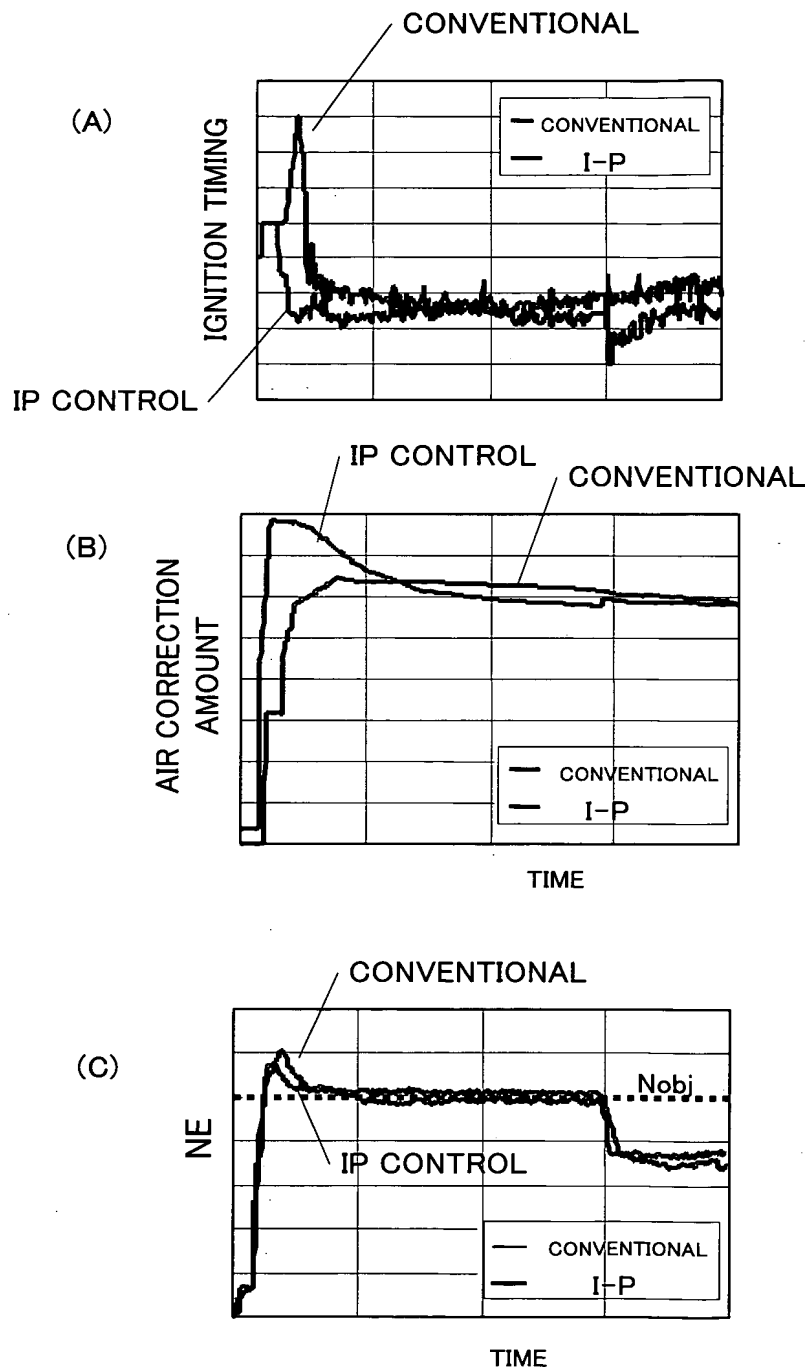 CONVENTIONAL
(A)
IGNITION TIMING
CONVENTIONAL
I-P
IP CONTROL
IP CONTROL
CONVENTIONAL
(B)
AIR CORRECTION
AMOUNT
CONVENTIONAL
I-P
TIME
CONVENTIONAL
(C)
NE
Nobj
IP CONTROL
CONVENTIONAL
I-P
TIME